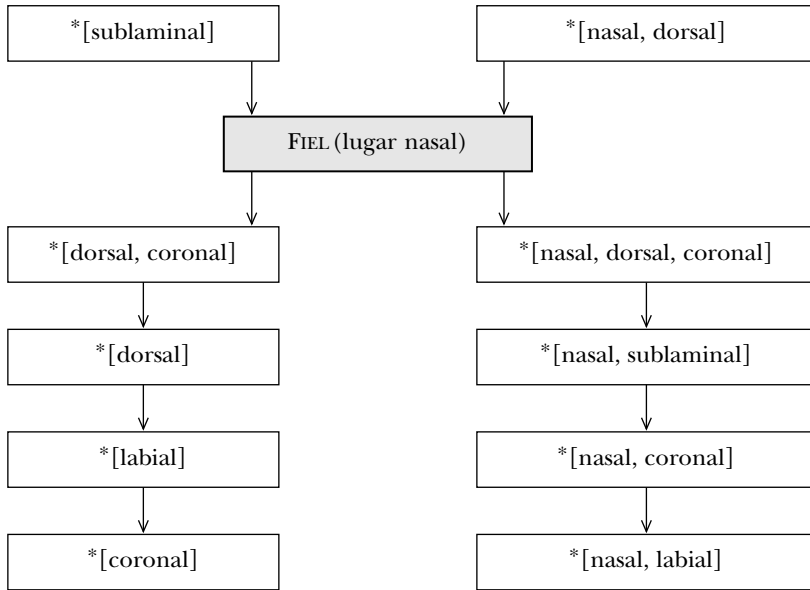 *[sublaminal]
*[nasal, dorsal]
FIEL (lugar nasal)
*[dorsal, coronal]
*[nasal, dorsal, coronal]
*[dorsal]
*[nasal, sublaminal]
*[labial]
*[nasal, coronal]
*[coronal]
*[nasal, labial]